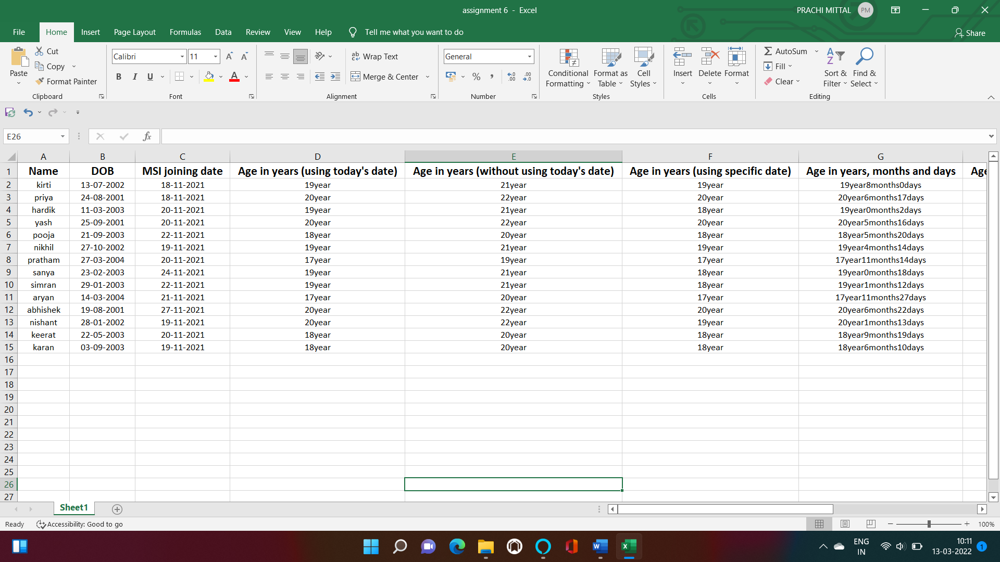 assignment 6 - Excel
PRACHI MITTAL PM
File Home Insert Page Layout Formulas Data Review View Help Tell me what you want to do Share
Paste
Cut
Copy
Format Painter
Clipboard
Calibri 11
B I U
Font
ab Wrap Text
Merge & Center
Alignment
General
Number
Conditional Formatting
Format as Table
Cell Styles
Styles
Insert Delete Format
Cells
AutoSum
Fill
Clear
Sort & Filter
Find & Select
Editing
E26 fx
A B C D E F G
1 Name DOB MSI joining date Age in years (using today's date) Age in years (without using today's date) Age in years (using specific date) Age in years, months and days
2 kirti 13-07-2002 18-11-2021 19year 21year 19year 19year8months0days
3 priya 24-08-2001 18-11-2021 20year 22year 20year 20year6months17days
4 hardik 11-03-2003 20-11-2021 19year 21year 18year 19year0months2days
5 yash 25-09-2001 20-11-2021 20year 22year 20year 20year5months16days
6 pooja 21-09-2003 22-11-2021 18year 20year 18year 18year5months20days
7 nikhil 27-10-2002 19-11-2021 19year 21year 19year 19year4months14days
8 pratham 27-03-2004 20-11-2021 17year 19year 17year 17year11months14days
9 sanya 23-02-2003 24-11-2021 19year 21year 18year 19year0months18days
10 simran 29-01-2003 22-11-2021 19year 21year 18year 19year1months12days
11 aryan 14-03-2004 21-11-2021 17year 20year 17year 17year11months27days
12 abhishek 19-08-2001 27-11-2021 20year 22year 20year 20year6months22days
13 nishant 28-01-2002 19-11-2021 20year 22year 19year 20year1months13days
14 keerat 22-05-2003 20-11-2021 18year 20year 18year 18year9months19days
15 karan 03-09-2003 19-11-2021 18year 20year 18year 18year6months10days
16
17
18
19
20
21
22
23
24
25
26
27
Sheet1
Ready Accessibility: Good to go 100%
ENG
IN
10:11
13-03-2022
1